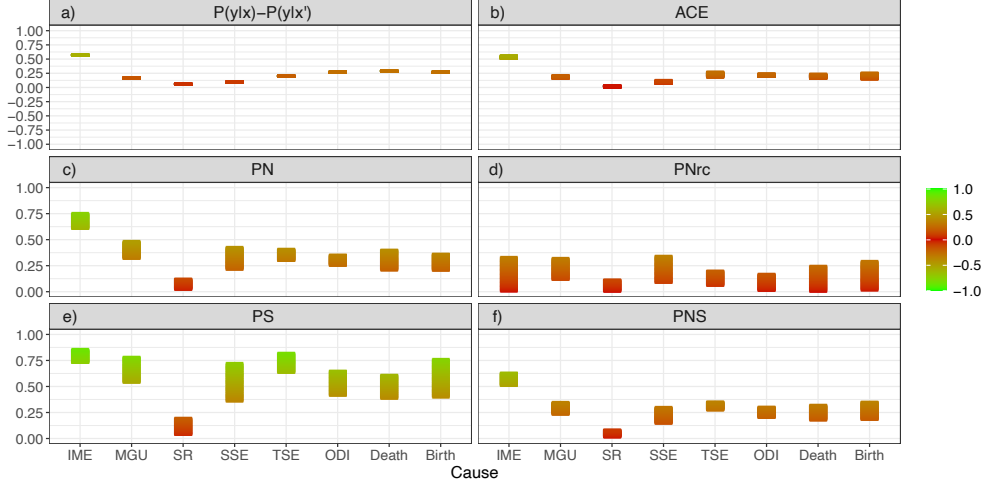 a) P(y|x)−P(y|x')
b) ACE
1.00
0.75
0.50
0.25
0.00
−0.25
−0.50
−0.75
−1.00
c) PN
d) PNrc
1.00
0.75
0.50
0.25
0.00
1.0
0.5
0.0
−0.5
−1.0
e) PS
f) PNS
1.00
0.75
0.50
0.25
0.00
IME MGU SR SSE TSE ODI Death Birth
IME MGU SR SSE TSE ODI Death Birth
Cause